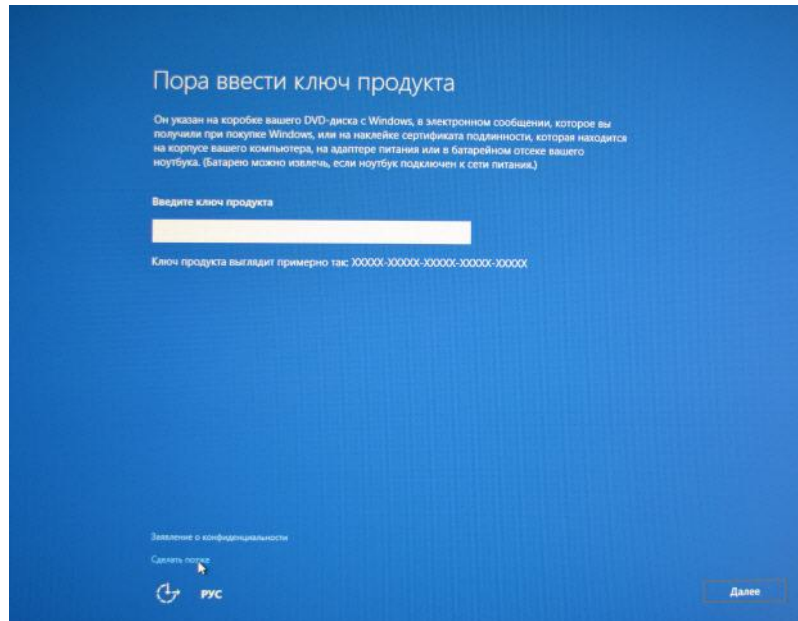 Пора ввести ключ продукта
Он указан на коробке вашего DVD-диска с Windows, в электронном сообщении, которое вы
получили при покупке Windows, или на наклейке сертификата подлинности, которая находится
на корпусе вашего компьютера, на адаптере питания или в батарейном отсеке вашего
ноутбука. (Батарею можно извлечь, если ноутбук подключен к сети питания.)
Введите ключ продукта
Ключ продукта выглядит примерно так: XXXXX-XXXXX-XXXXX-XXXXX-XXXXX
Заявление о конфиденциальности
Сделать позже
РУС
Далее